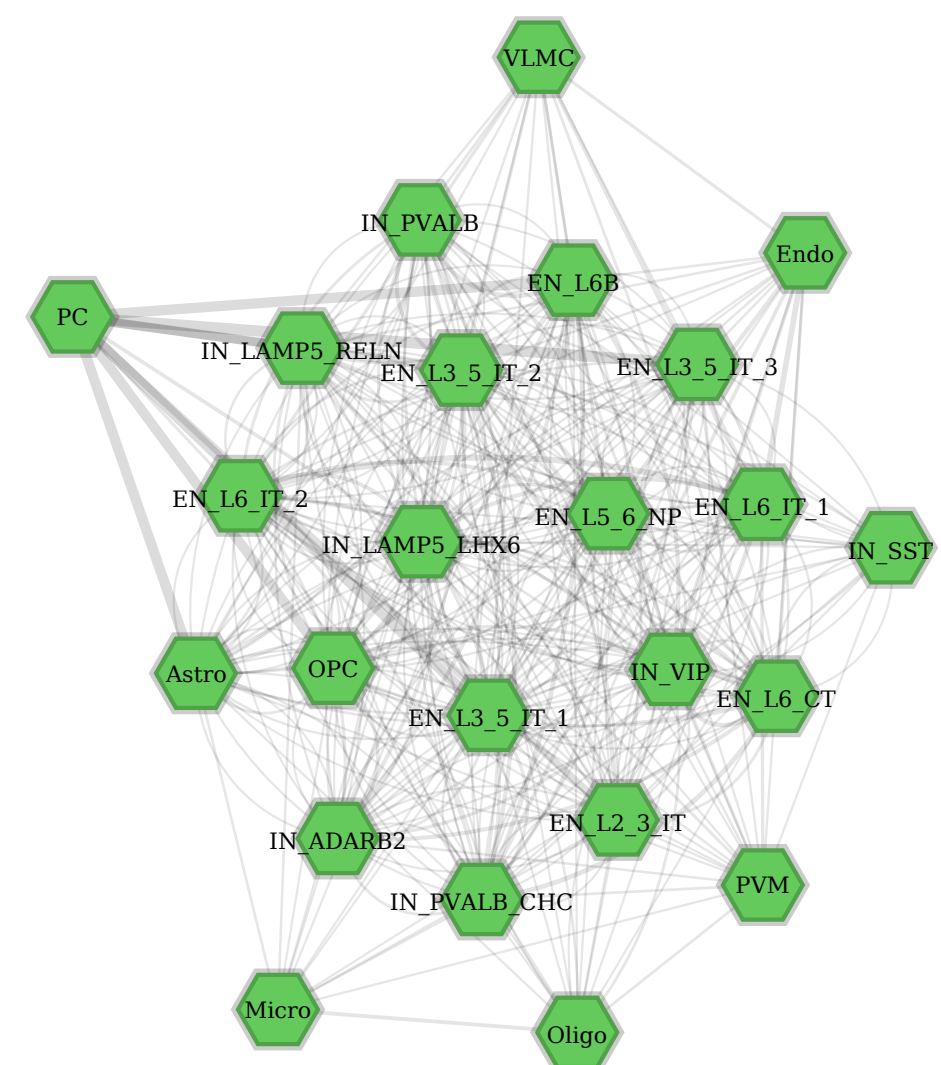 VLMC
IN_PVALB
Endo
EN_L6B
PC
IN_LAMP5_RELN
EN_L3_5_IT_2
EN_L3_5_IT_3
EN_L6_IT_2
EN_L6_IT_1
EN_L5_6_NP
IN_LAMP5_LHX6
IN_SST
Astro
OPC
IN_VIP
EN_L6_CT
EN_L3_5_IT_1
IN_ADARB2
EN_L2_3_IT
PVM
IN_PVALB_CHC
Micro
Oligo